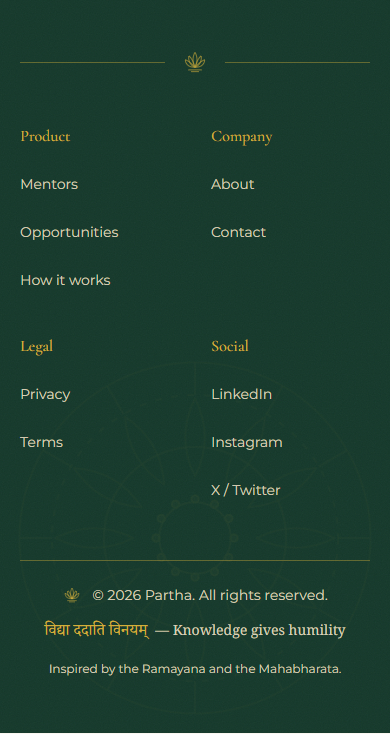 Product
Company
Mentors
About
Opportunities
Contact
How it works
Legal
Social
Privacy
LinkedIn
Terms
Instagram
X / Twitter
© 2026 Partha. All rights reserved.
विद्या ददाति विनयम् — Knowledge gives humility
Inspired by the Ramayana and the Mahabharata.